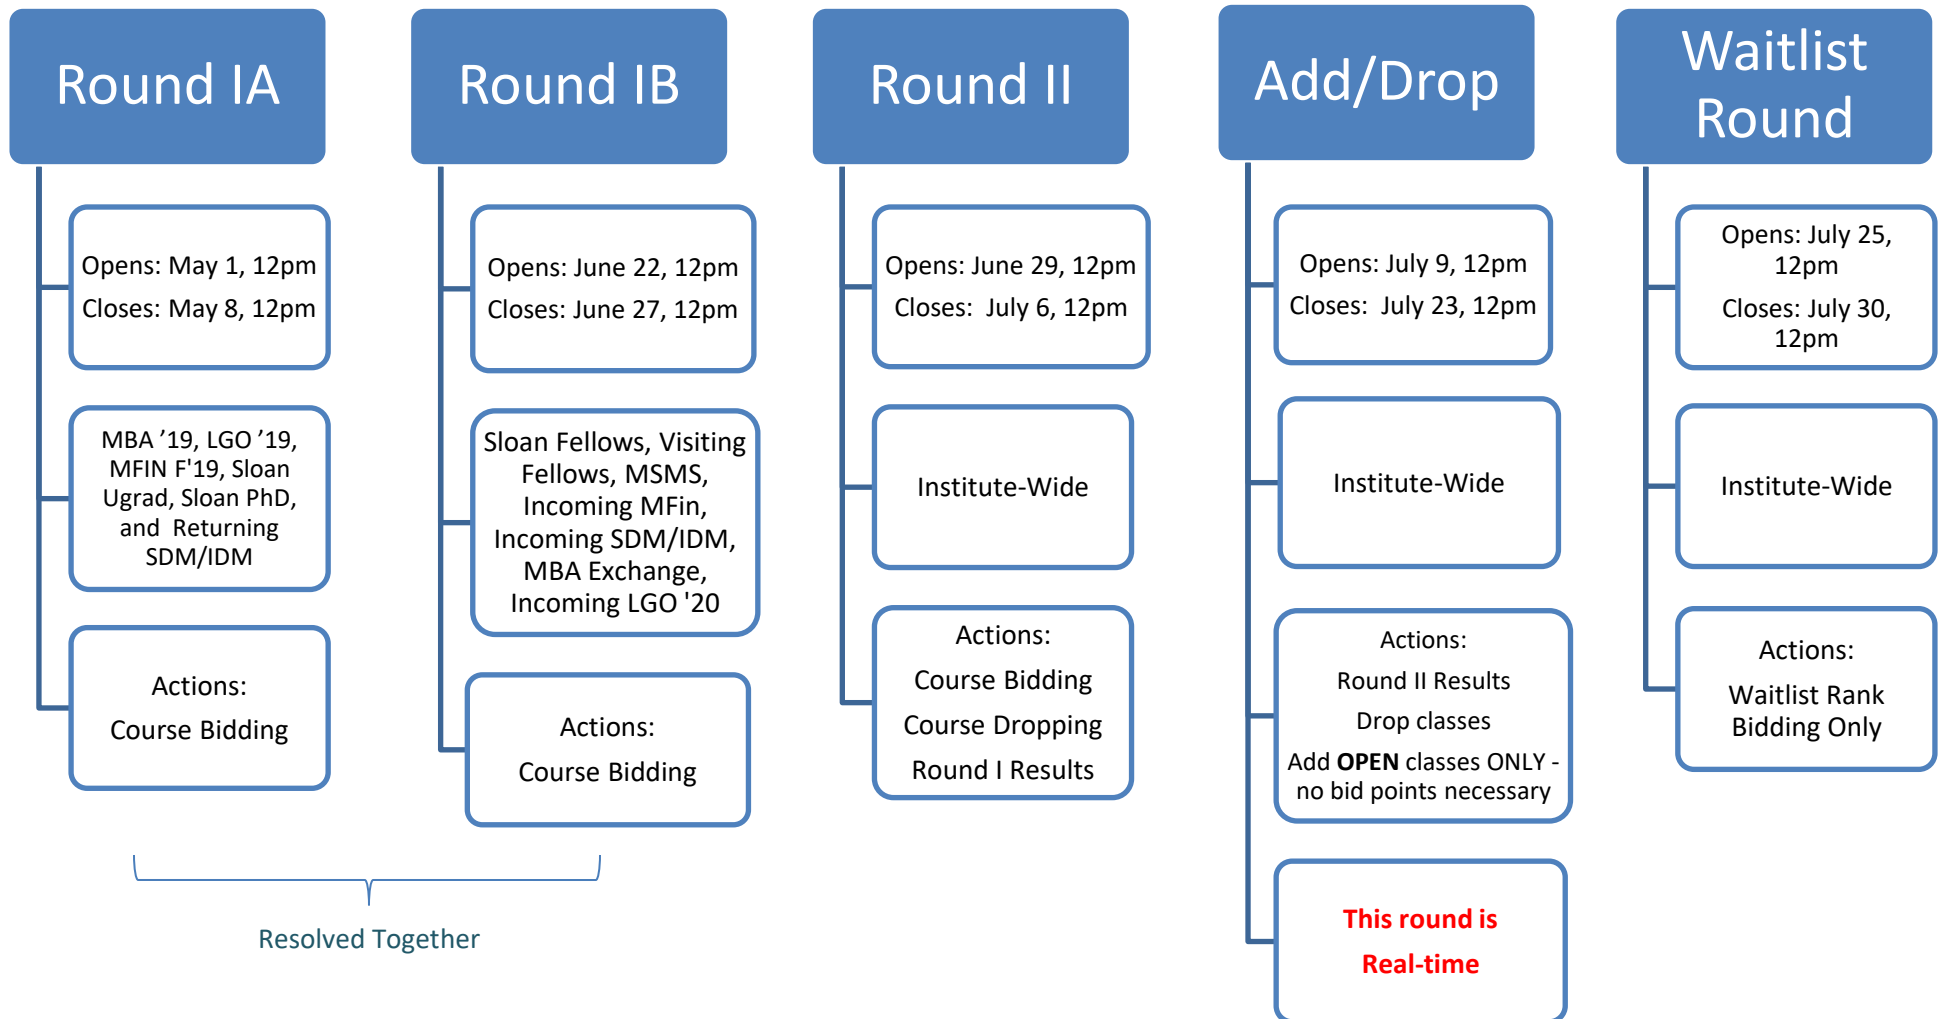 Round IA
Opens: May 1, 12pm
Closes: May 8, 12pm
MBA ’19, LGO ’19,
MFIN F'19, Sloan
Ugrad, Sloan PhD,
and Returning
SDM/IDM
Actions:
Course Bidding
Round IB
Opens: June 22, 12pm
Closes: June 27, 12pm
Sloan Fellows, Visiting
Fellows, MSMS,
Incoming MFin,
Incoming SDM/IDM,
MBA Exchange,
Incoming LGO '20
Actions:
Course Bidding
Resolved Together
Round II
Opens: June 29, 12pm
Closes: July 6, 12pm
Institute-Wide
Actions:
Course Bidding
Course Dropping
Round I Results
Add/Drop
Opens: July 9, 12pm
Closes: July 23, 12pm
Institute-Wide
Actions:
Round II Results
Drop classes
Add OPEN classes ONLY -
no bid points necessary
This round is
Real-time
Waitlist
Round
Opens: July 25,
12pm
Closes: July 30,
12pm
Institute-Wide
Actions:
Waitlist Rank
Bidding Only